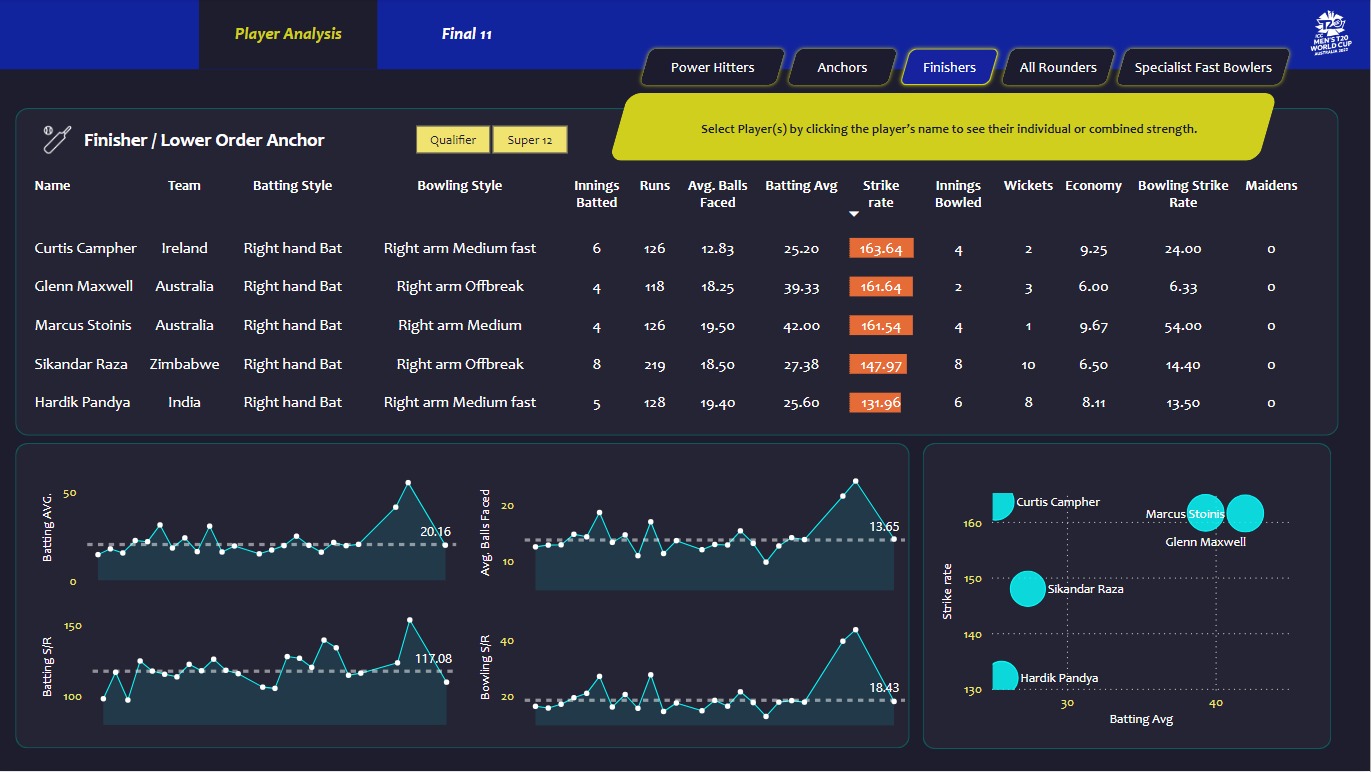 Player Analysis
Final 11
ICC
MEN'S T20
WORLD CUP
AUSTRALIA 2022
Power Hitters
Anchors
Finishers
All Rounders
Specialist Fast Bowlers
Select Player(s) by clicking the player's name to see their individual or combined strength.
Finisher / Lower Order Anchor
Qualifier
Super 12
Name Team Batting Style Bowling Style Innings Batted Runs Avg. Balls Faced Batting Avg Strike rate Innings Bowled Wickets Economy Bowling Strike Rate Maidens
Curtis Campher Ireland Right hand Bat Right arm Medium fast 6 126 12.83 25.20 163.64 4 2 9.25 24.00 0
Glenn Maxwell Australia Right hand Bat Right arm Offbreak 4 118 18.25 39.33 161.64 2 3 6.00 6.33 0
Marcus Stoinis Australia Right hand Bat Right arm Medium 4 126 19.50 42.00 161.54 4 1 9.67 54.00 0
Sikandar Raza Zimbabwe Right hand Bat Right arm Offbreak 8 219 18.50 27.38 147.97 8 10 6.50 14.40 0
Hardik Pandya India Right hand Bat Right arm Medium fast 5 128 19.40 25.60 131.96 6 8 8.11 13.50 0
Batting AVG.
50
0
20.16
Avg. Balls Faced
20
10
13.65
Batting S/R
150
100
117.08
Bowling S/R
40
20
18.43
Strike rate
160
150
140
130
Curtis Campher
Marcus Stoinis
Glenn Maxwell
Sikandar Raza
Hardik Pandya
30
40
Batting Avg